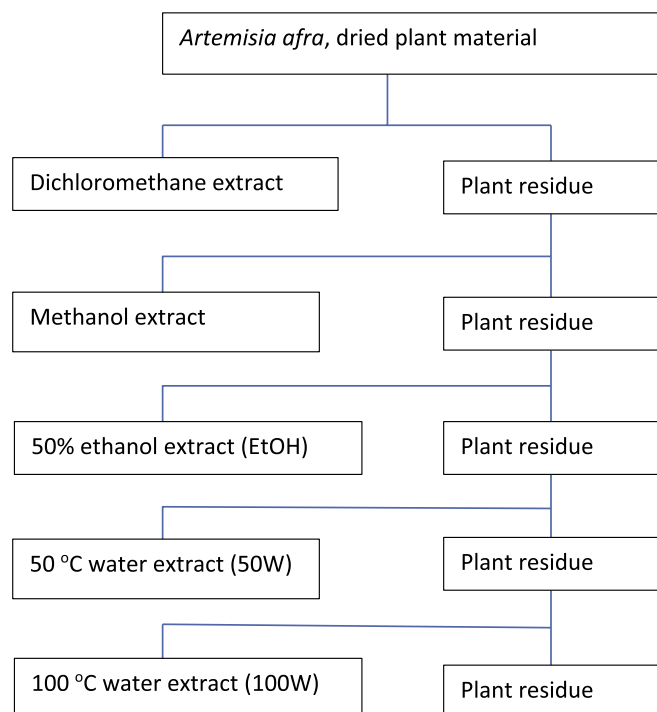 Artemisia afra, dried plant material
Dichloromethane extract
Plant residue
Methanol extract
Plant residue
50% ethanol extract (EtOH)
Plant residue
50 °C water extract (50W)
Plant residue
100 °C water extract (100W)
Plant residue